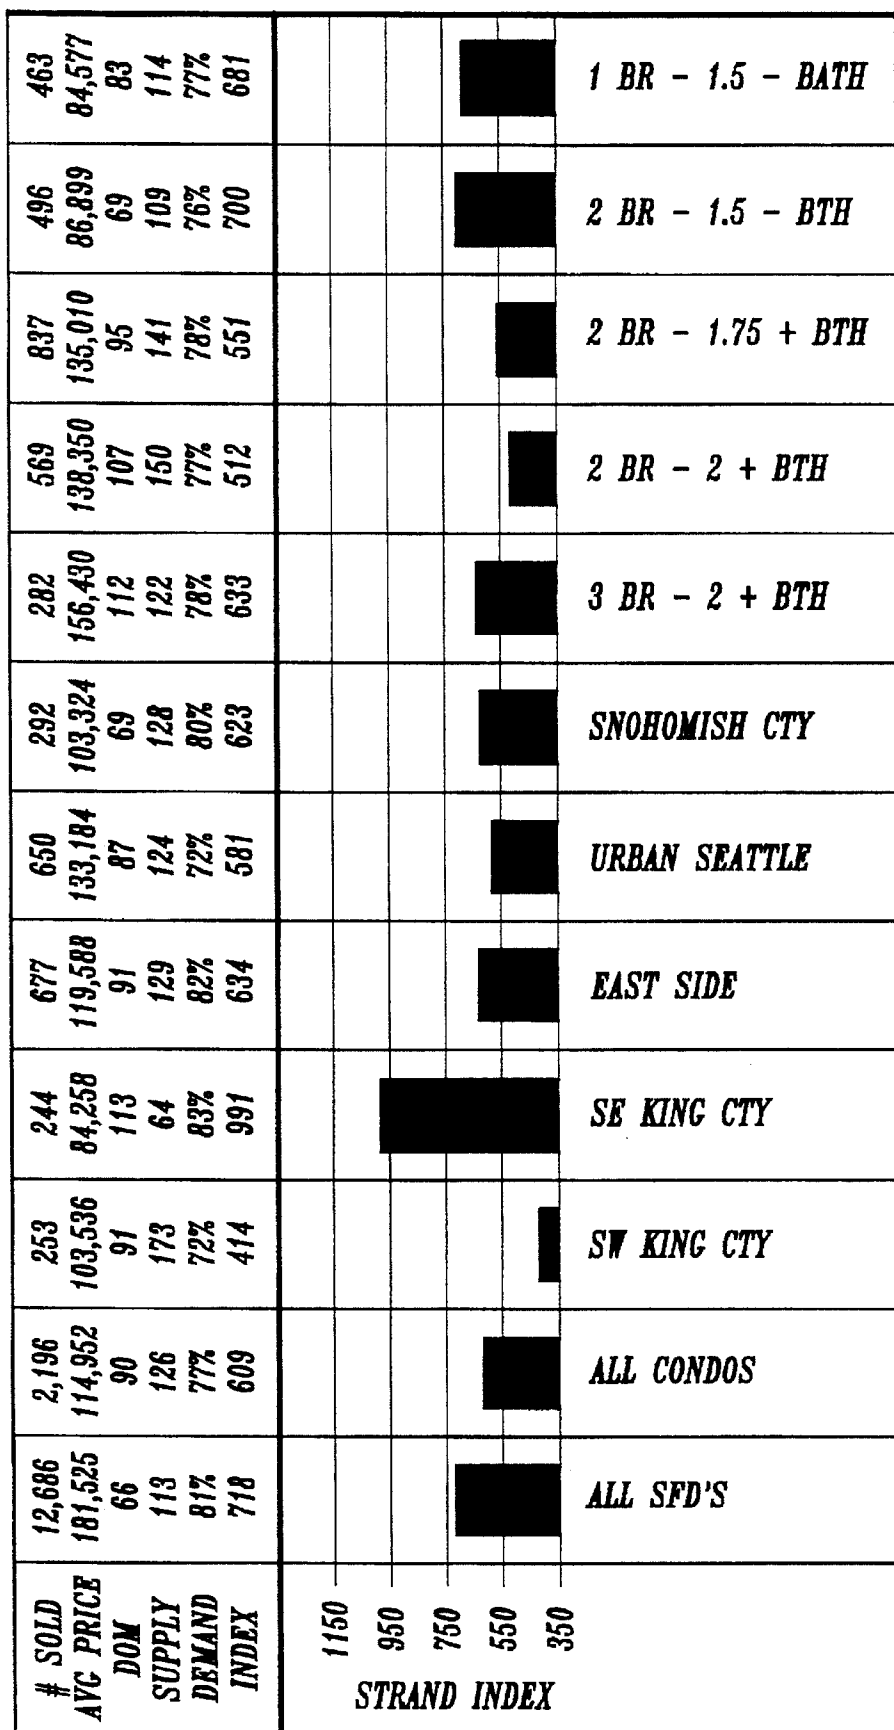 463 84,577 83 114 77% 681 1 BR - 1.5 - BATH
496 86,899 69 109 76% 700 2 BR - 1.5 - BTH
837 135,010 95 141 78% 551 2 BR - 1.75 + BTH
569 138,350 107 150 77% 512 2 BR - 2 + BTH
282 156,430 112 122 78% 633 3 BR - 2 + BTH
292 103,324 69 128 80% 623 SNOHOMISH CTY
650 133,184 87 124 72% 581 URBAN SEATTLE
677 119,588 91 129 82% 634 EAST SIDE
244 84,258 113 64 83% 991 SE KING CTY
253 103,536 91 173 72% 414 SW KING CTY
2,196 114,952 90 126 77% 609 ALL CONDOS
12,686 181,525 66 113 81% 718 ALL SFD'S
# SOLD
AVG PRICE
DOM
SUPPLY
DEMAND
INDEX
1150
950
750
550
350
STRAND INDEX